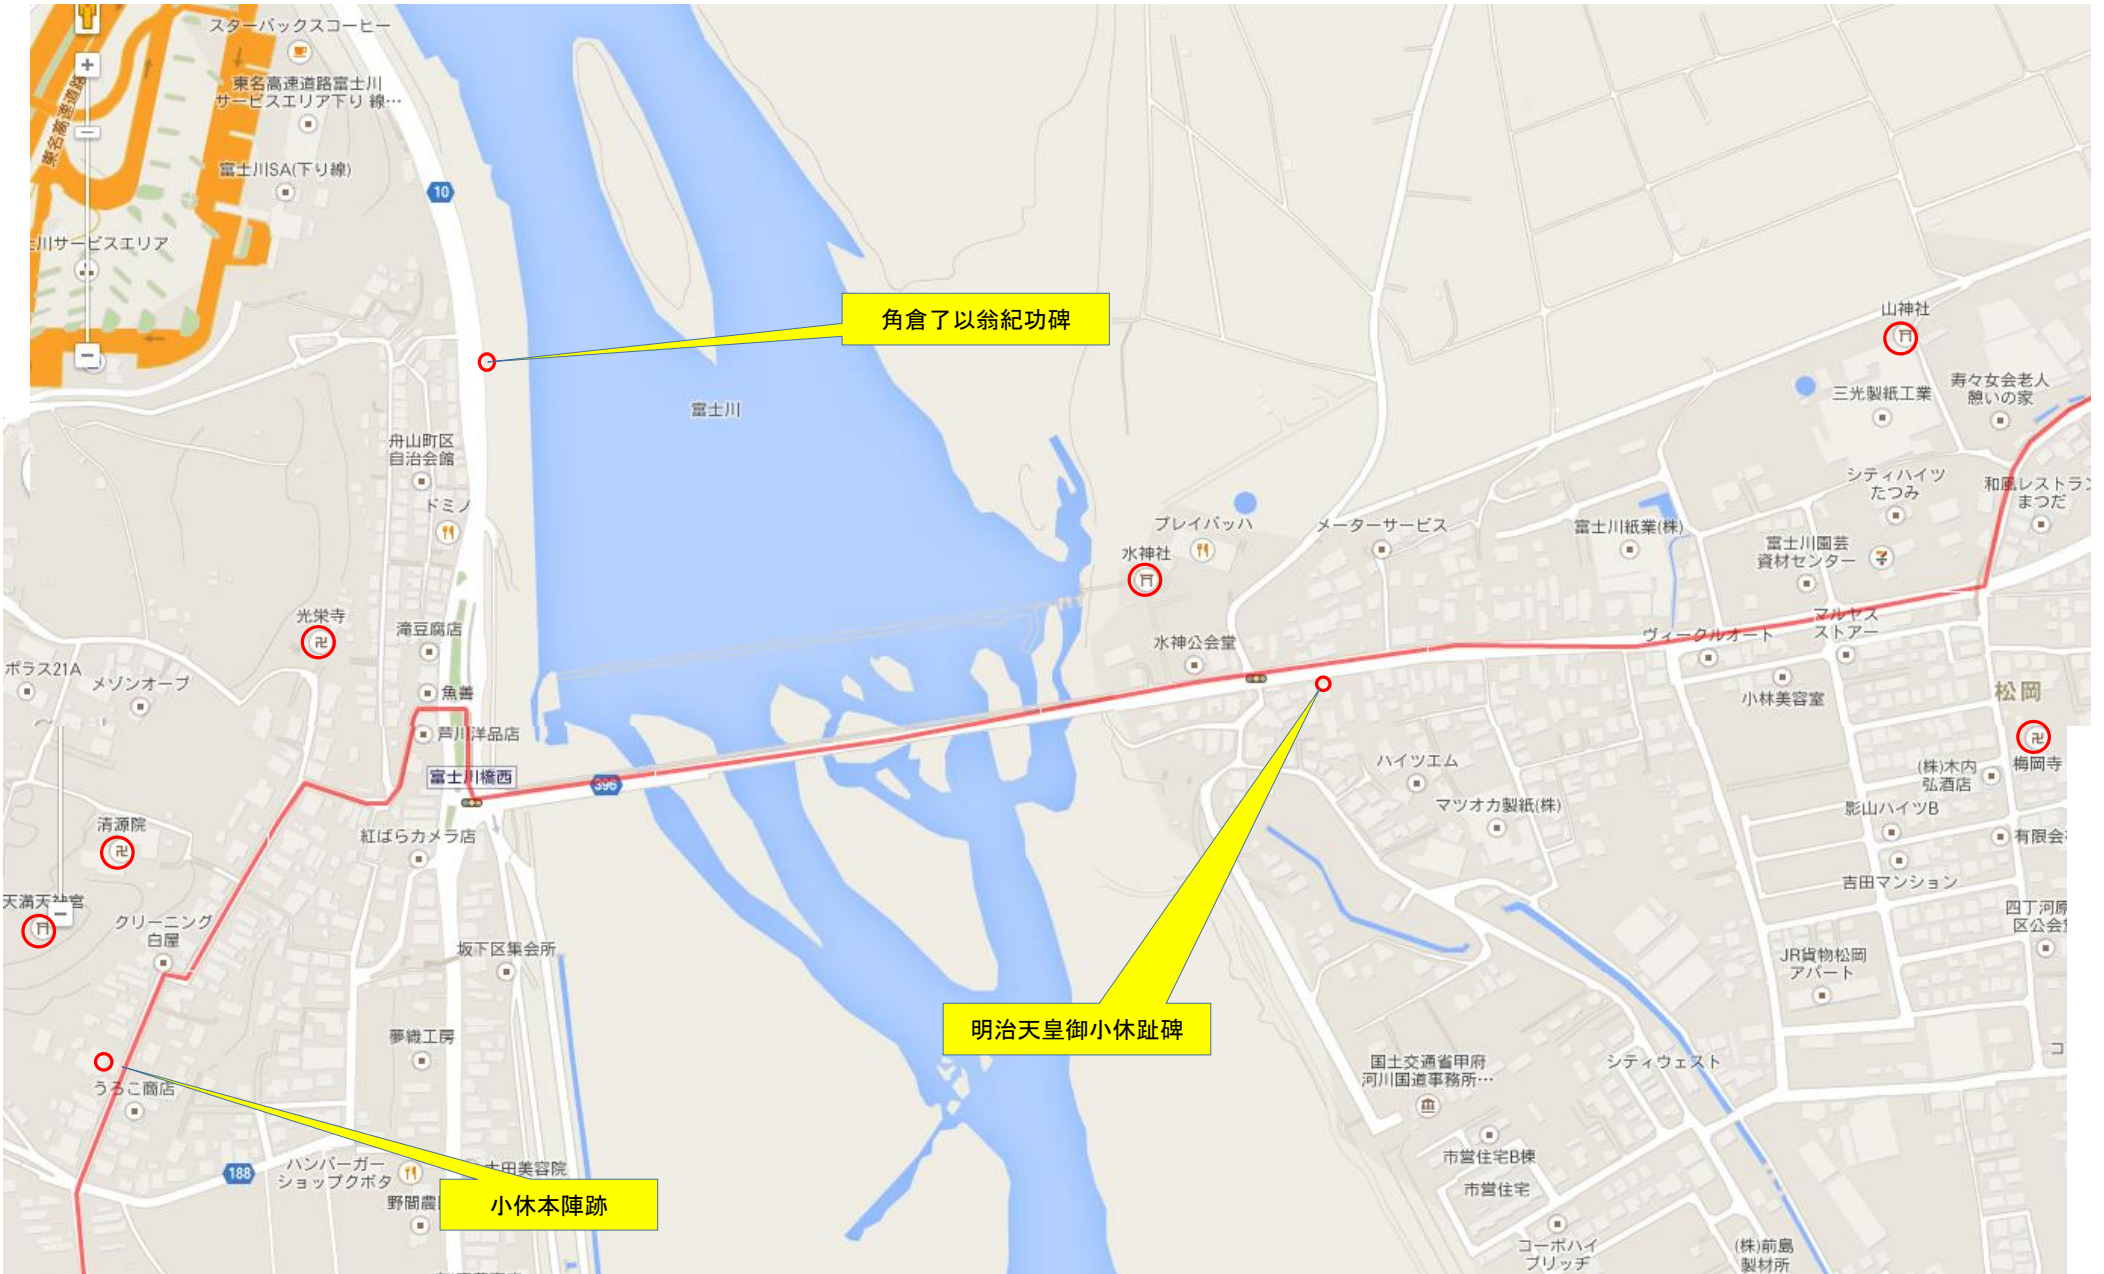 スターバックスコーヒー
東名高速道路富士川
サービスエリア下り 線…
東名高速道路
富士川SA(下り線)
10
川サービスエリア
角倉了以翁紀功碑
山神社
富士川
三光製紙工業
寿々女会老人
憩いの家
舟山町区
自治会館
シティハイツ
たつみ
和風レストラン
まつだ
ドミノ
プレイバッハ
メーターサービス
富士川紙業(株)
水神社
富士川園芸
資材センター
光栄寺
滝豆腐店
マルヤス
ストアー
ヴィークルオート
水神公会堂
ポラス21A
メゾンオーブ
魚善
小林美容室
松岡
芦川洋品店
富士川橋西
396
ハイツエム
(株)木内
弘酒店
梅岡寺
マツオカ製紙(株)
影山ハイツB
清源院
紅ばらカメラ店
有限会
吉田マンション
天満天神宮
クリーニング
白屋
四丁河原
区公会
坂下区集会所
JR貨物松岡
アパート
明治天皇御小休趾碑
夢織工房
国土交通省甲府
河川国道事務所…
シティウェスト
コ
うろこ商店
188
ハンバーガー
ショップクボタ
太田美容院
市営住宅B棟
市営住宅
野間農
小休本陣跡
コーポハイ
ブリッヂ
(株)前島
製材所